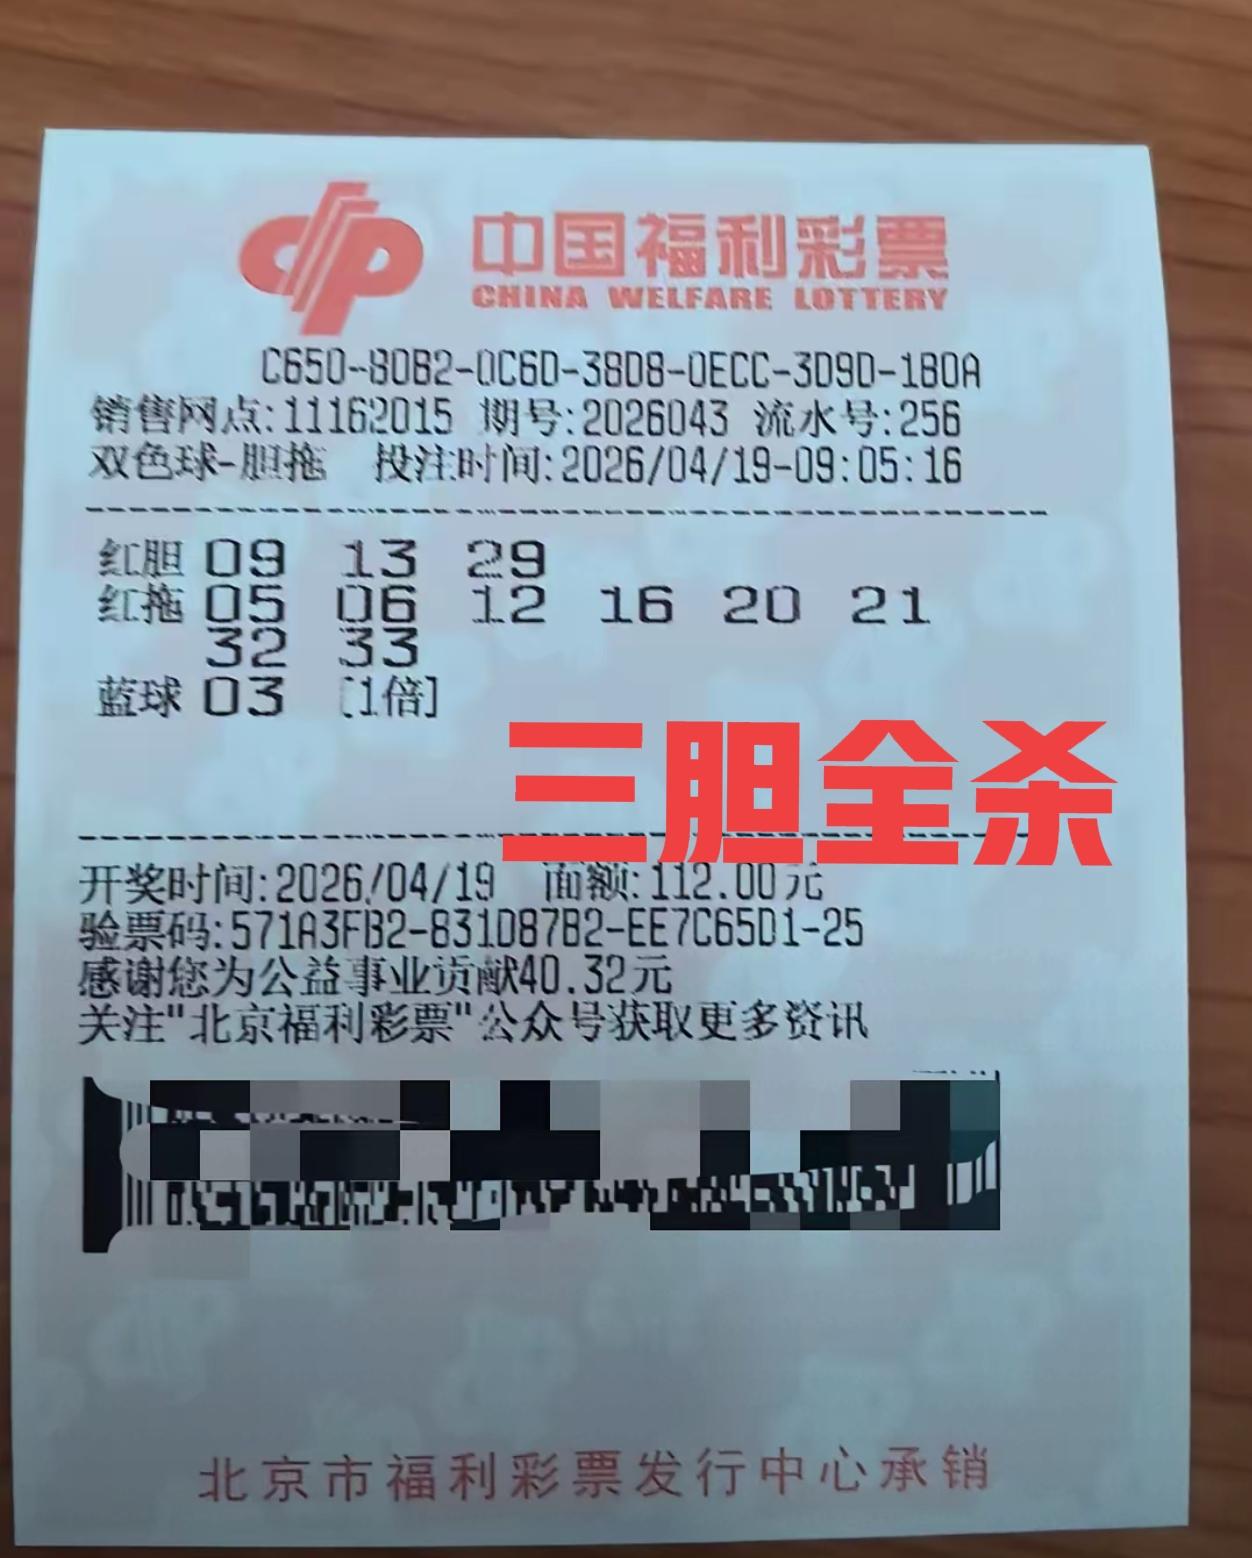 中国福利彩票
CHINA WELFARE LOTTERY
C650-80B2-0C6D-38D8-0ECC-3D9D-1B0A
销售网点:11162015 期号:2026043 流水号:256
双色球-胆拖 投注时间:2026/04/19-09:05:16
红胆 09 13 29
红拖 05 06 12 16 20 21
32 33
蓝球 03 [1倍]
三胆全杀
开奖时间:2026/04/19 面额:112.00元
验票码:571A3FB2-831D87B2-EE7C65D1-25
感谢您为公益事业贡献40.32元
关注"北京福利彩票"公众号获取更多资讯
北京市福利彩票发行中心承销